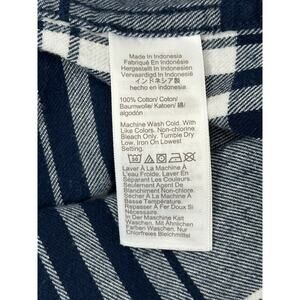 Made In Indonesia
Fabriqué En Indonésie
Hergestellt in Indonesien
Vervaardigd In Indonesië
インドネシア製
hecho en indonesia
100% Cotton/ Coton/
Baumwolle/ Katoen/ 綿/
algodón
Machine Wash Cold. With
Like Colors. Non-chlorine
Bleach Only. Tumble Dry
Low. Iron On Lowest
Setting.
Laver À La Machine À
L'eau Froide, Laver En
Séparant Les Couleurs.
Seulement Agent De
Blanchiment Non Chloré.
Sécher À La Machine À
Basse Température.
Repasser À Fer Doux Si
Nécessaire.
In Der Maschine Kalt
Waschen. Mit Ähnlichen
Farben Waschen. Nur
Chlorfreies Bleichmittel